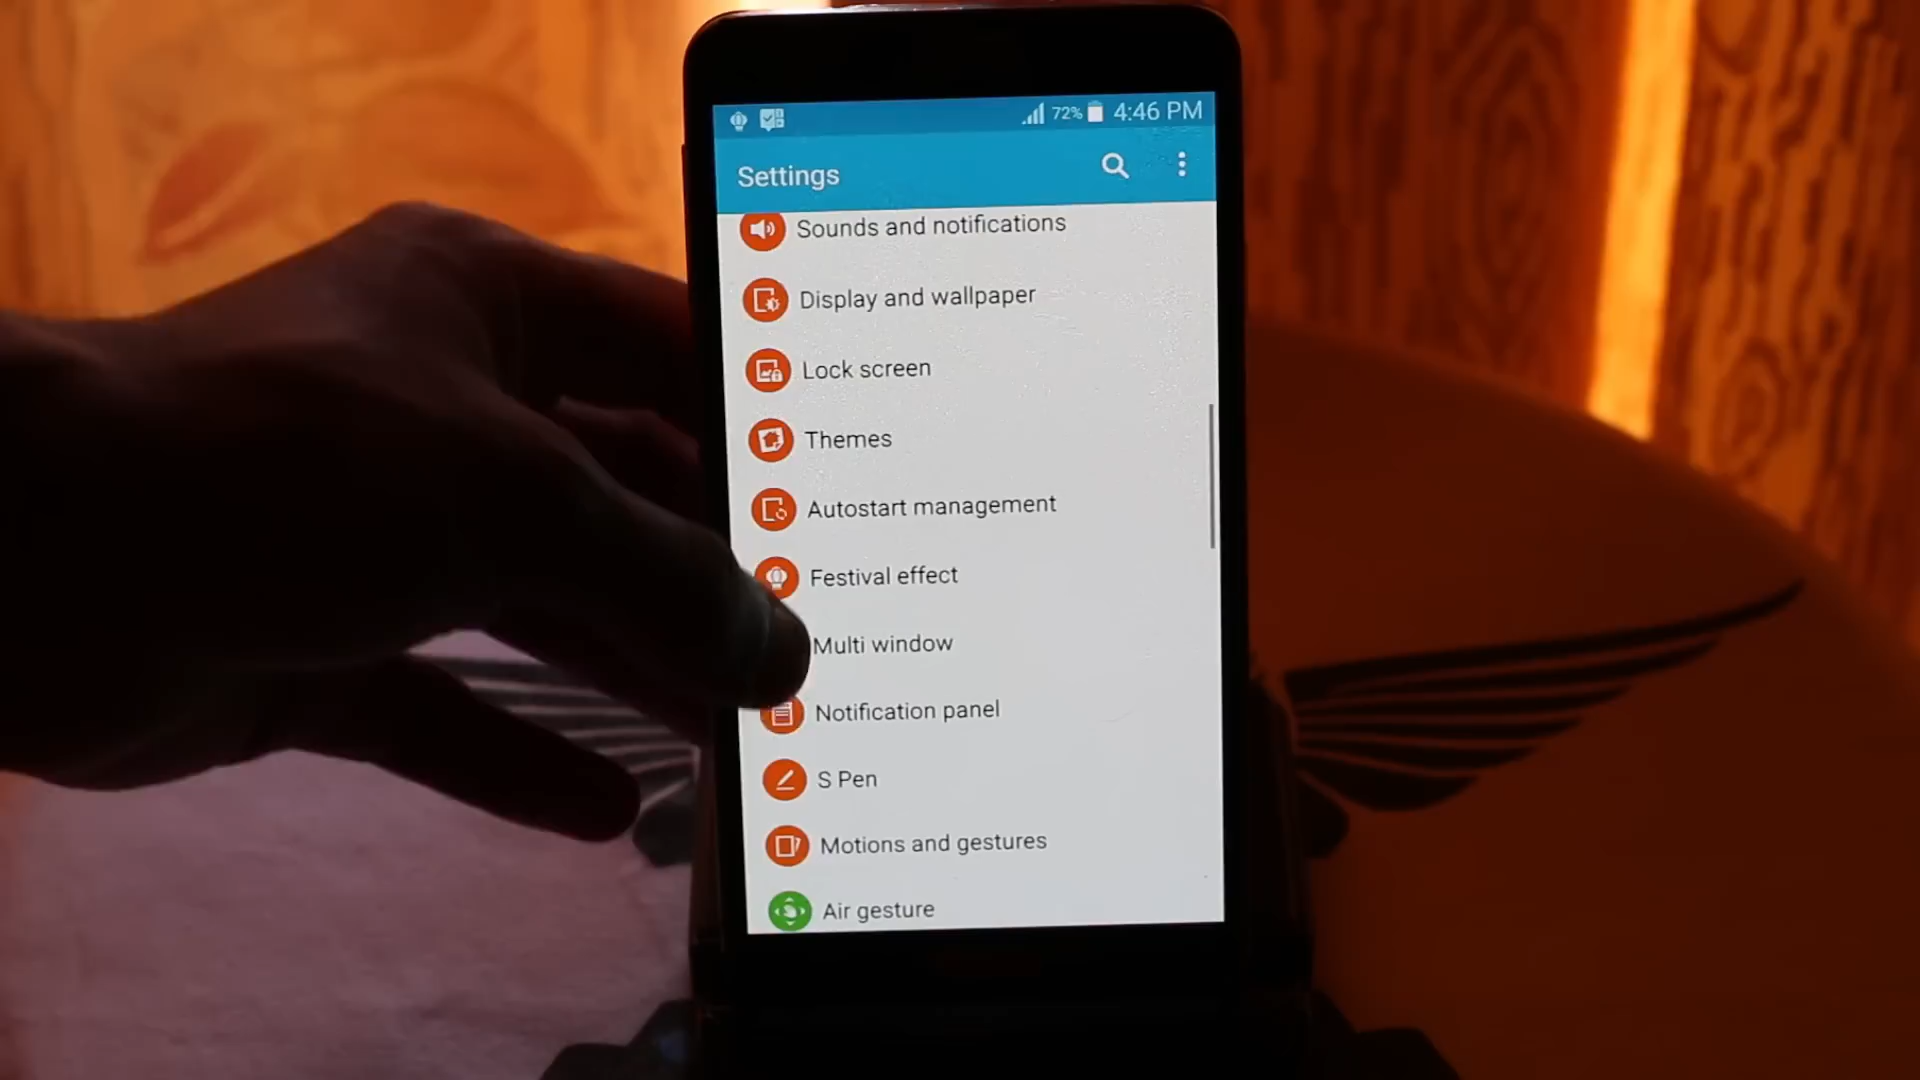 72% 4:46 PM
Settings
Sounds and notifications
Display and wallpaper
Lock screen
Themes
Autostart management
Festival effect
Multi window
Notification panel
S Pen
Motions and gestures
Air gesture